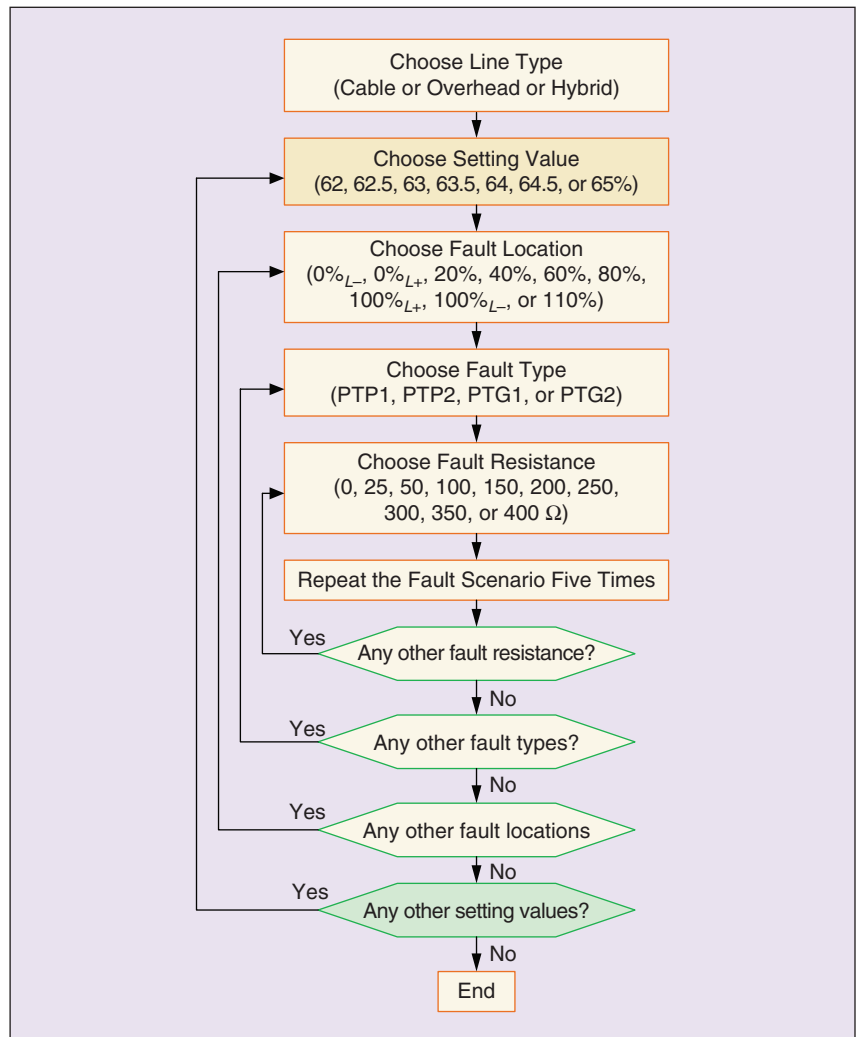 Choose Line Type
(Cable or Overhead or Hybrid)
Choose Setting Value
(62, 62.5, 63, 63.5, 64, 64.5, or 65%)
Choose Fault Location
(0%L–, 0%L+, 20%, 40%, 60%, 80%,
100%L+, 100%L–, or 110%)
Choose Fault Type
(PTP1, PTP2, PTG1, or PTG2)
Choose Fault Resistance
(0, 25, 50, 100, 150, 200, 250,
300, 350, or 400 Ω)
Repeat the Fault Scenario Five Times
Yes
Any other fault resistance?
No
Yes
Any other fault types?
No
Yes
Any other fault locations
No
Yes
Any other setting values?
No
End